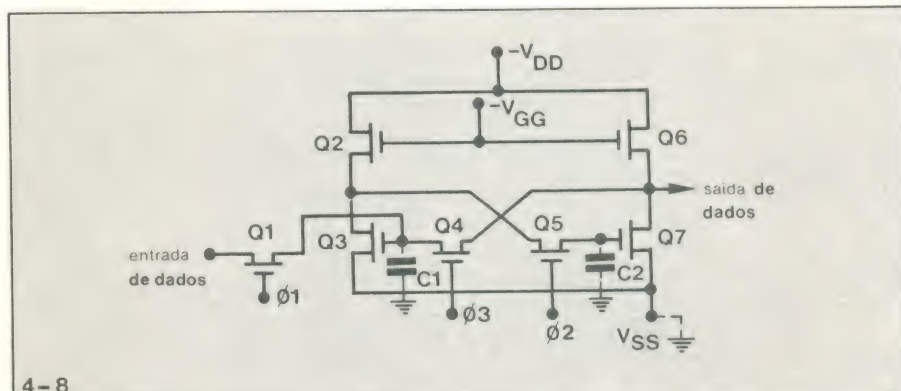 -VDD
-VGG
Q2
Q6
saída de
dados
Q1
Q3
Q4
Q5
Q7
entrada
de dados
C1
C2
Ø1
Ø3
Ø2
VSS
4-8